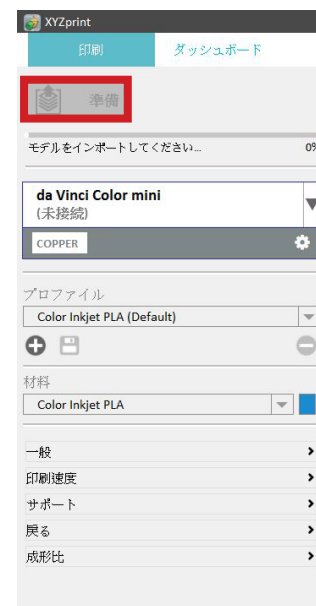 XYZprint
印刷 ダッシュボード
準備
モデルをインポートしてください... 0%
da Vinci Color mini
(未接続)
COPPER
プロファイル
Color Inkjet PLA (Default)
材料
Color Inkjet PLA
一般
印刷速度
サポート
戻る
成形比